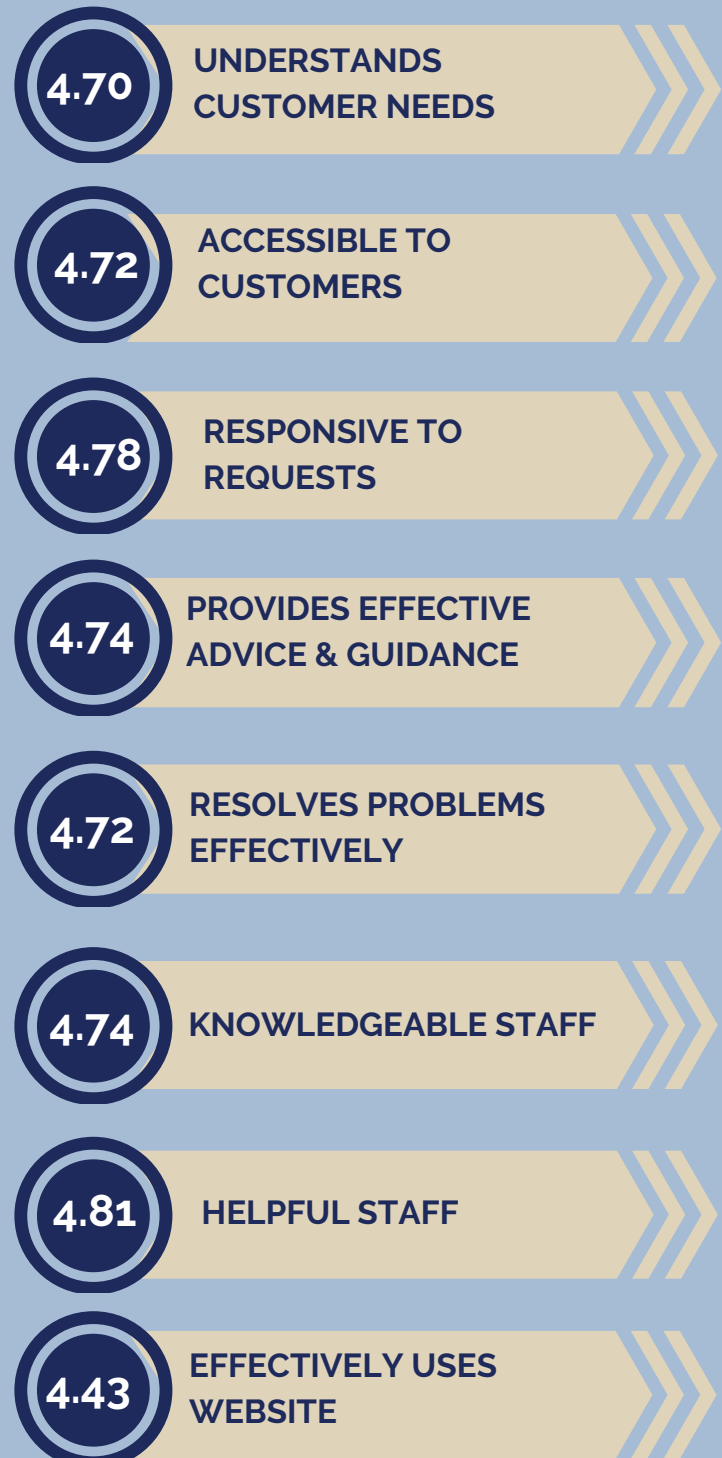 4.70
UNDERSTANDS
CUSTOMER NEEDS
4.72
ACCESSIBLE TO
CUSTOMERS
4.78
RESPONSIVE TO
REQUESTS
4.74
PROVIDES EFFECTIVE
ADVICE & GUIDANCE
4.72
RESOLVES PROBLEMS
EFFECTIVELY
4.74
KNOWLEDGEABLE STAFF
4.81
HELPFUL STAFF
4.43
EFFECTIVELY USES
WEBSITE